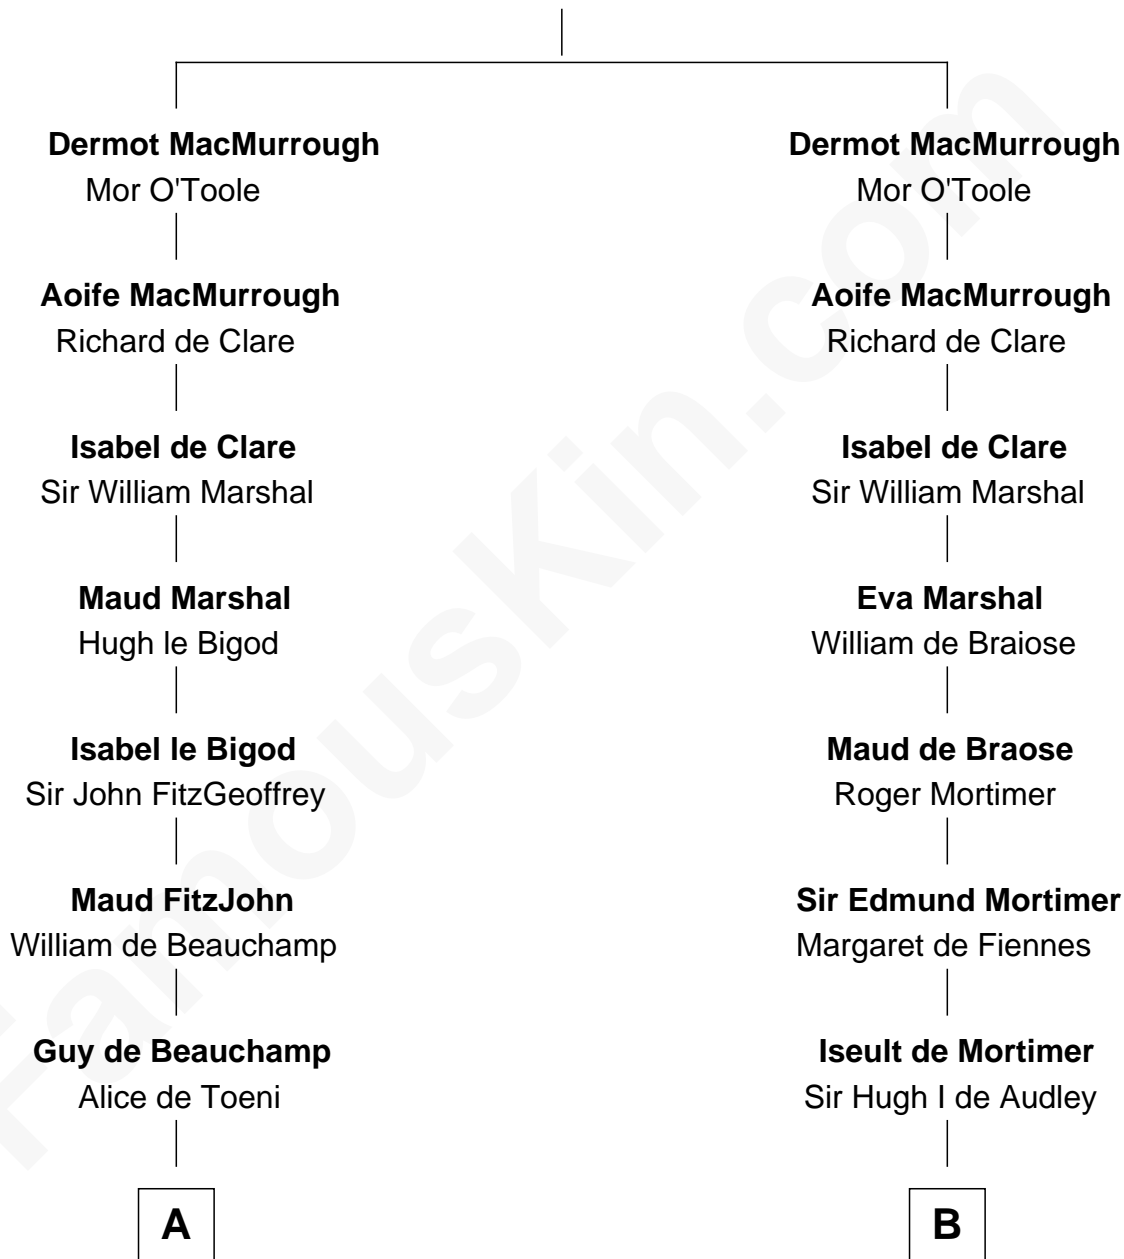 Dermot MacMurrough
Mor O'Toole
Aoife MacMurrough
Richard de Clare
Isabel de Clare
Sir William Marshal
Maud Marshal
Hugh le Bigod
Isabel le Bigod
Sir John FitzGeoffrey
Maud FitzJohn
William de Beauchamp
Guy de Beauchamp
Alice de Toeni
A
Dermot MacMurrough
Mor O'Toole
Aoife MacMurrough
Richard de Clare
Isabel de Clare
Sir William Marshal
Eva Marshal
William de Braiose
Maud de Braose
Roger Mortimer
Sir Edmund Mortimer
Margaret de Fiennes
Iseult de Mortimer
Sir Hugh I de Audley
B
FamousKin.com